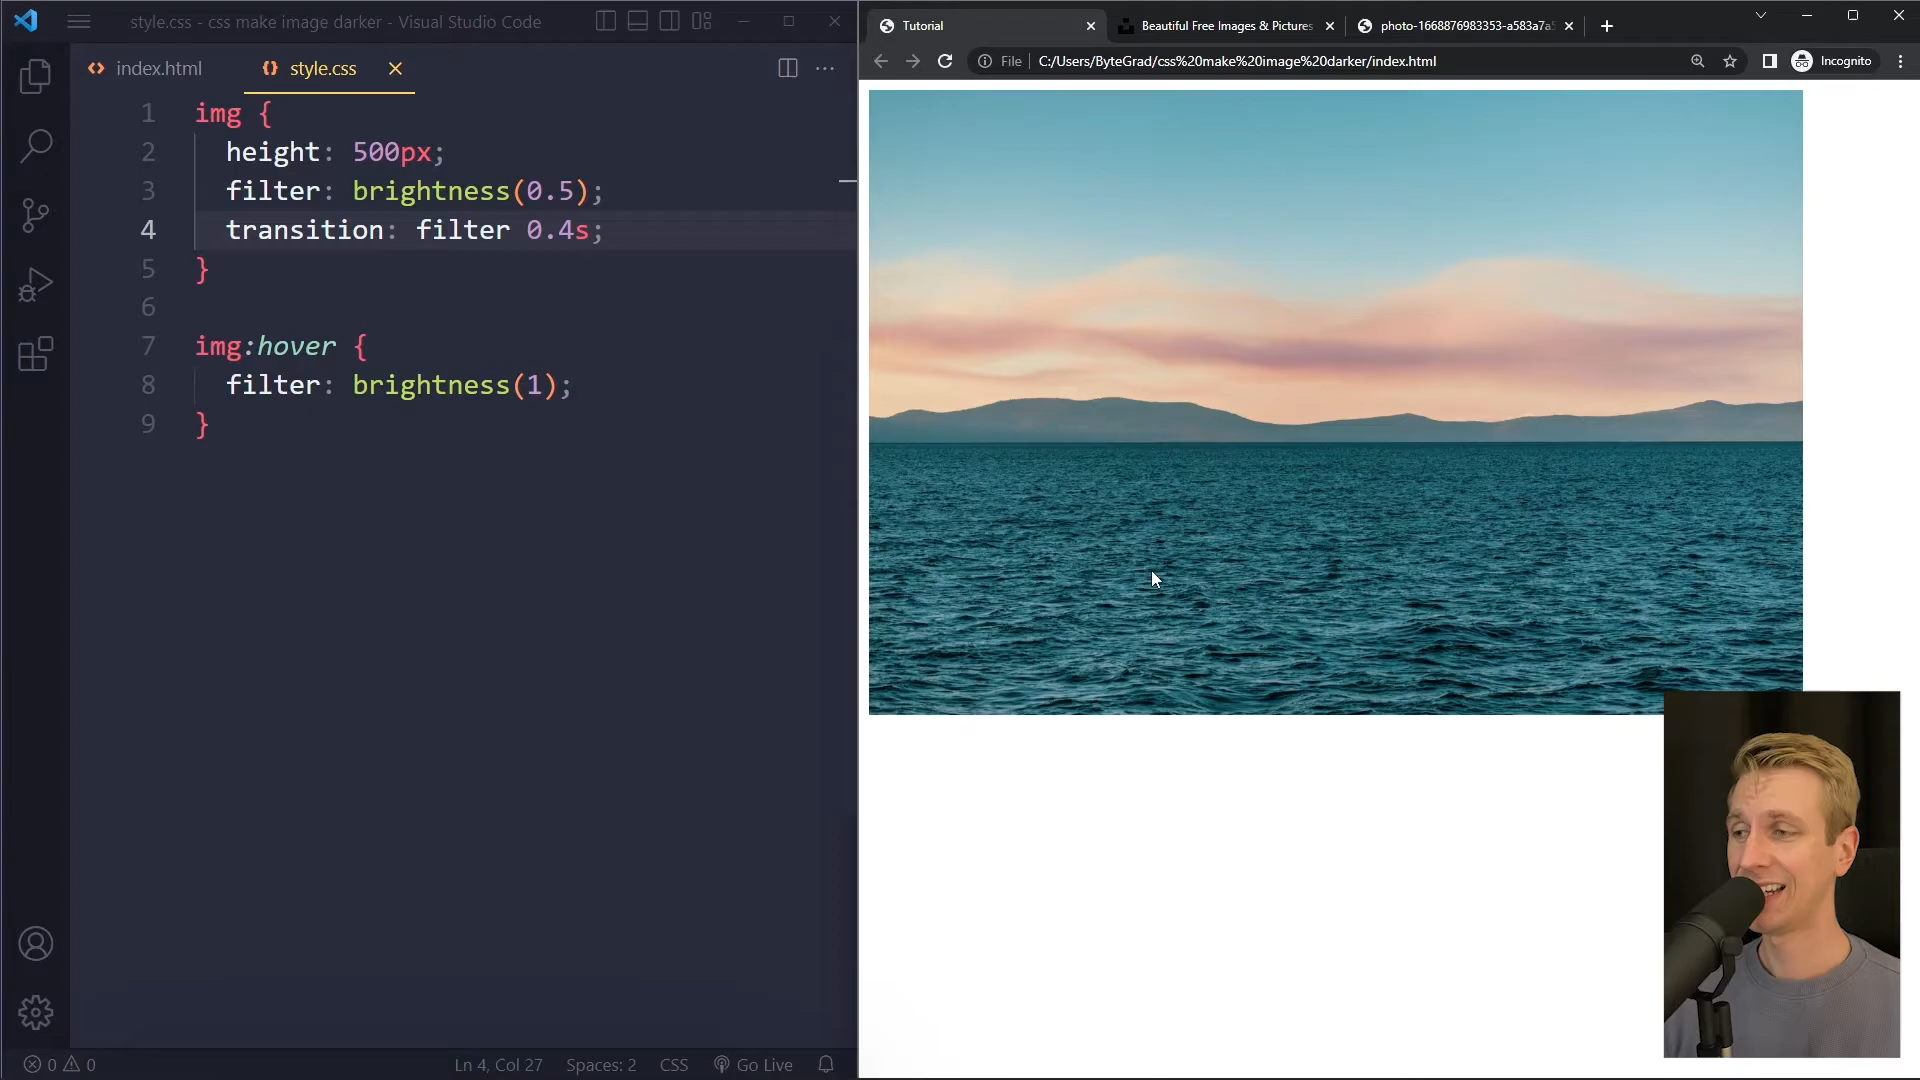 style.css - css make image darker - Visual Studio Code
index.html
style.css
1 img {
2 height: 500px;
3 filter: brightness(0.5);
4 transition: filter 0.4s;
5 }
6
7 img:hover {
8 filter: brightness(1);
9 }
0 0
Ln 4, Col 27
Spaces: 2
CSS
Go Live
Tutorial
Beautiful Free Images & Pictures
photo-1668876983353-a583a7a5
File
C:/Users/ByteGrad/css%20make%20image%20darker/index.html
Incognito